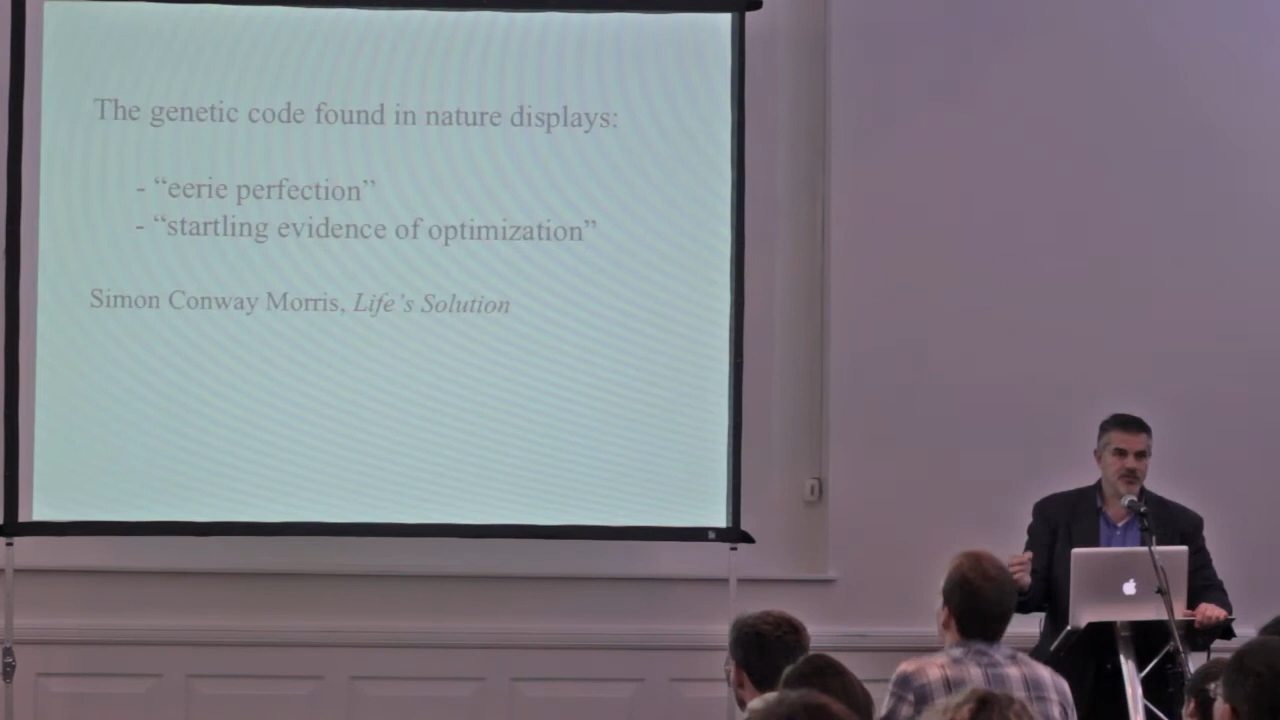 The genetic code found in nature displays:
- “eerie perfection”
- “startling evidence of optimization”
Simon Conway Morris, Life’s Solution